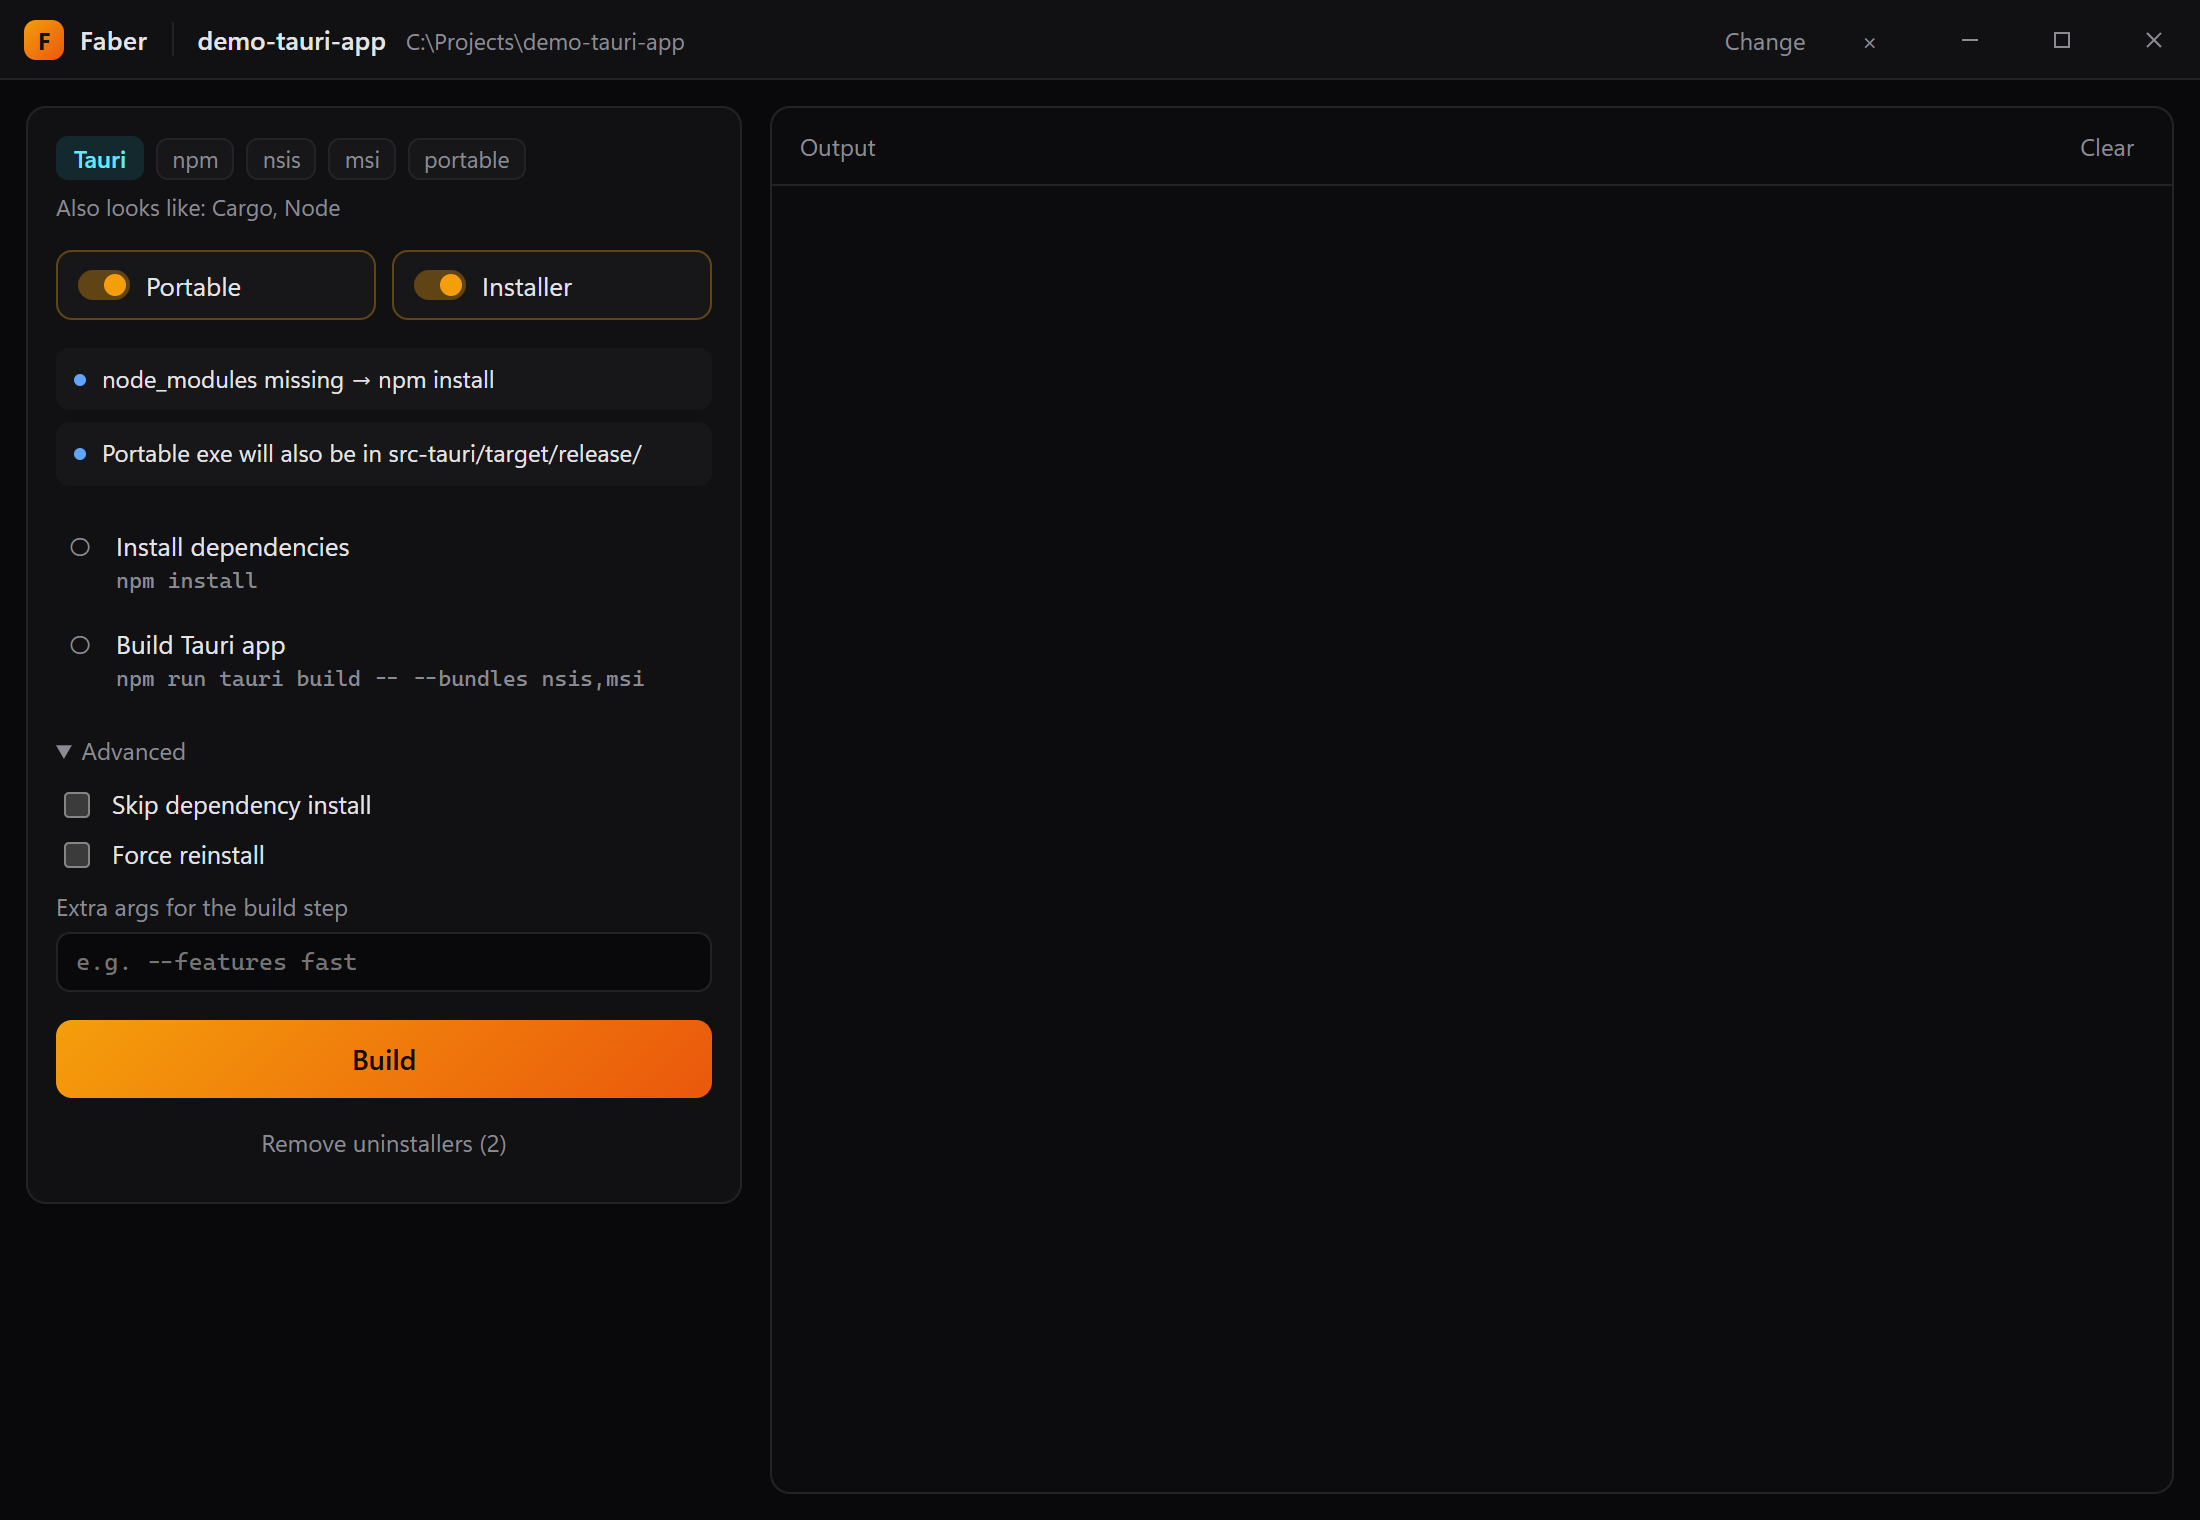 F Faber demo-tauri-app C:\Projects\demo-tauri-app Change ×
Tauri npm nsis msi portable
Also looks like: Cargo, Node
Portable Installer
node_modules missing → npm install
Portable exe will also be in src-tauri/target/release/
Install dependencies
npm install
Build Tauri app
npm run tauri build -- --bundles nsis,msi
▼ Advanced
Skip dependency install
Force reinstall
Extra args for the build step
e.g. --features fast
Build
Remove uninstallers (2)
Output Clear